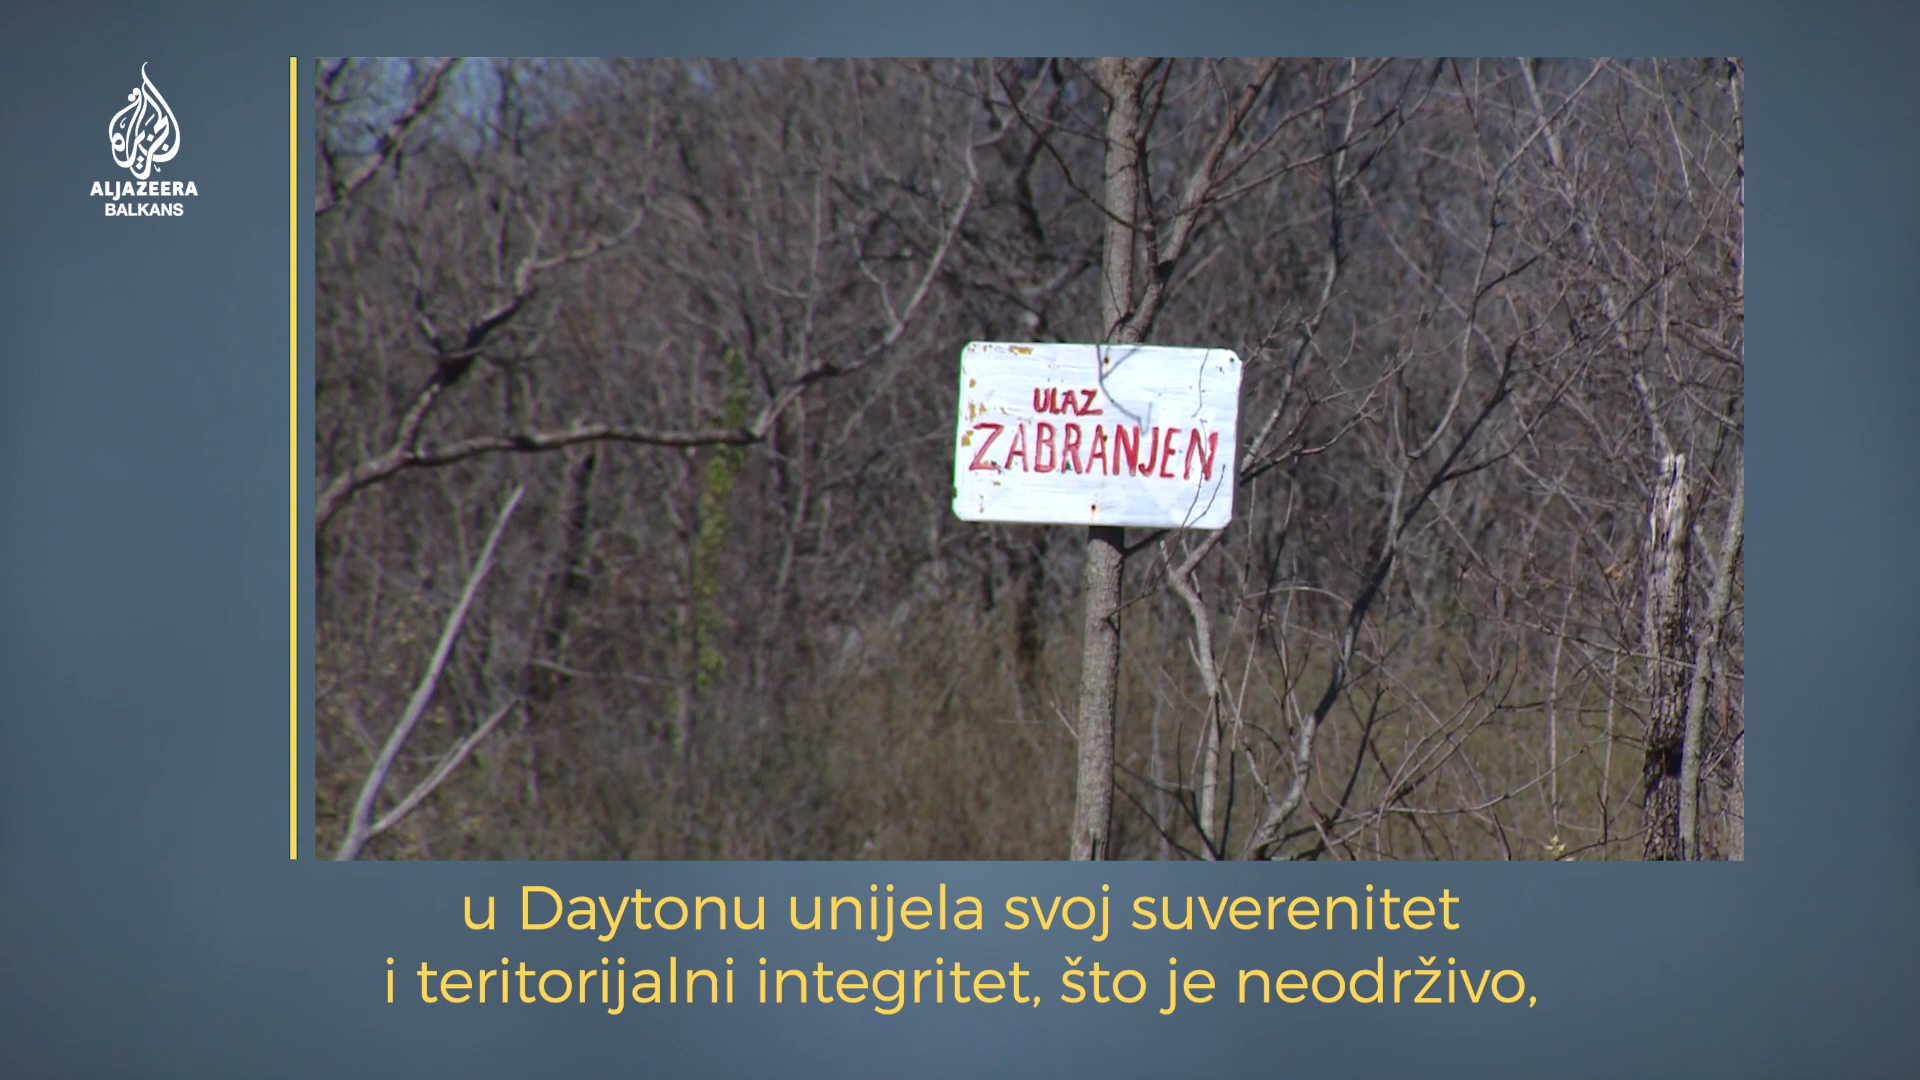 ALJAZEERA
BALKANS
ULAZ
ZABRANJEN
u Daytonu unijela svoj suverenitet
i teritorijalni integritet, što je neodrživo,